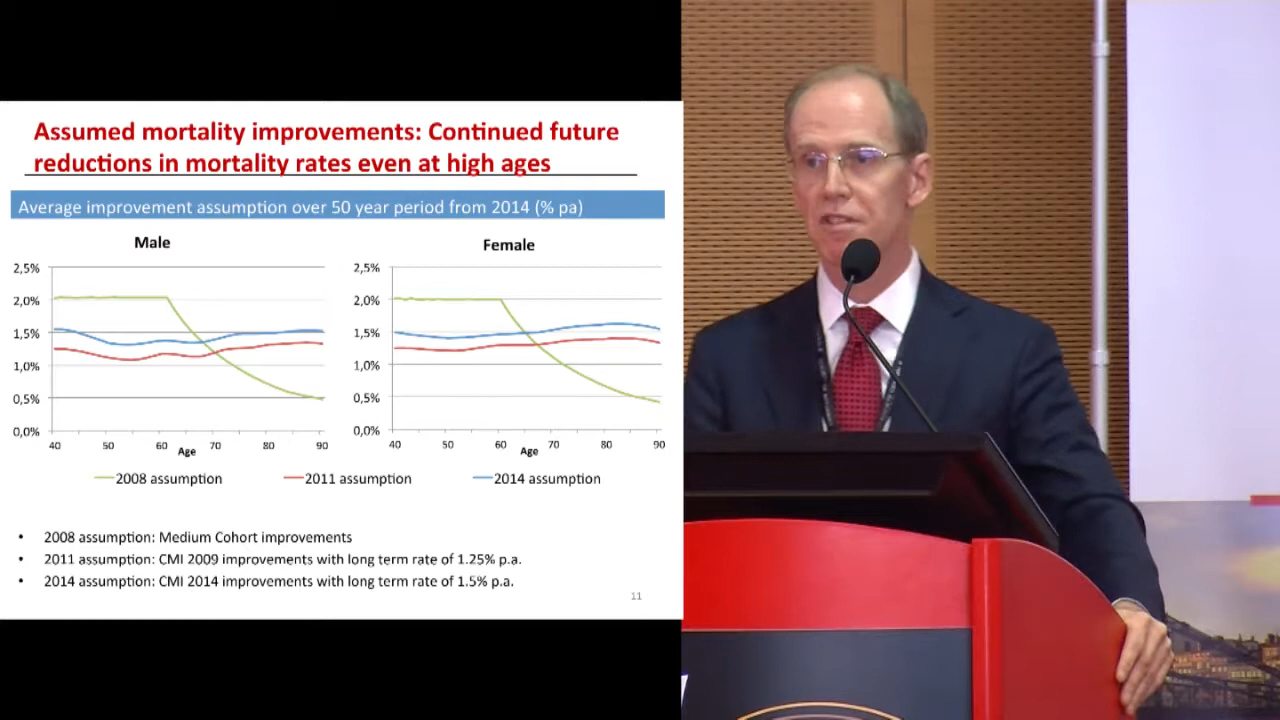 Assumed mortality improvements: Continued future
reductions in mortality rates even at high ages
Average improvement assumption over 50 year period from 2014 (% pa)
Male
2,5%
2,0%
1,5%
1,0%
0,5%
0,0%
40 50 60 70 80 90
Age
Female
2,5%
2,0%
1,5%
1,0%
0,5%
0,0%
40 50 60 70 80 90
Age
2008 assumption 2011 assumption 2014 assumption
• 2008 assumption: Medium Cohort improvements
• 2011 assumption: CMI 2009 improvements with long term rate of 1.25% p.a.
• 2014 assumption: CMI 2014 improvements with long term rate of 1.5% p.a.
11